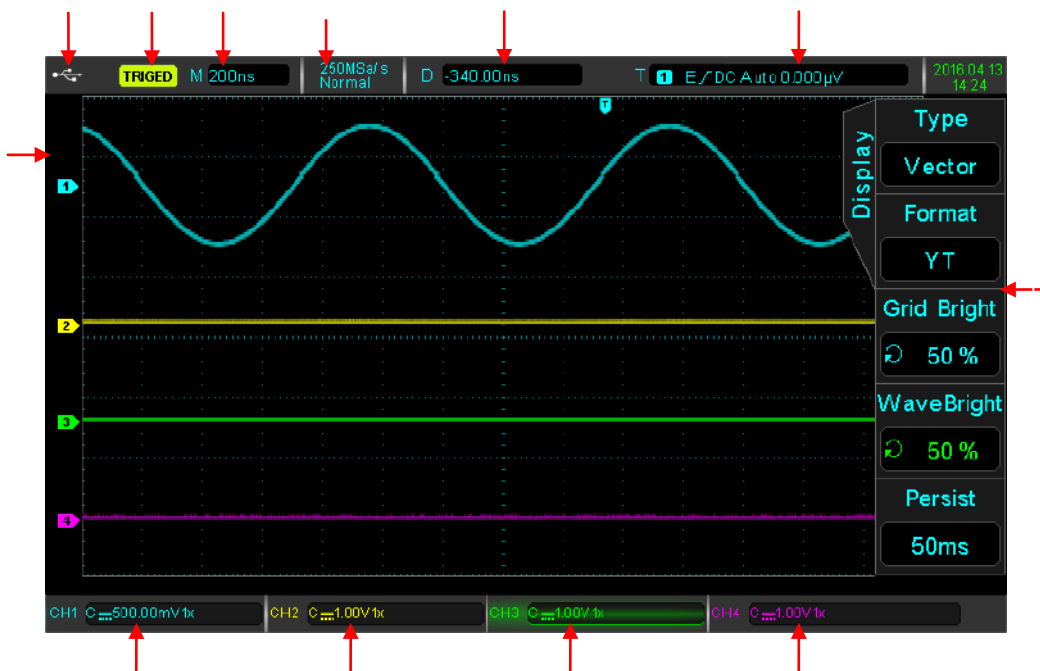 TRIGED M 200ns 250MSa/s D -340.00ns T 1 E DC Auto 0.000µV 2016.04.13
Normal 14:24
T
Display
Type
Vector
Format
YT
Grid Bright
50 %
WaveBright
50 %
Persist
50ms
1
2
3
4
CH1 C 500.00mV 1x CH2 C 1.00V 1x CH3 C 1.00V 1x CH4 C 1.00V 1x